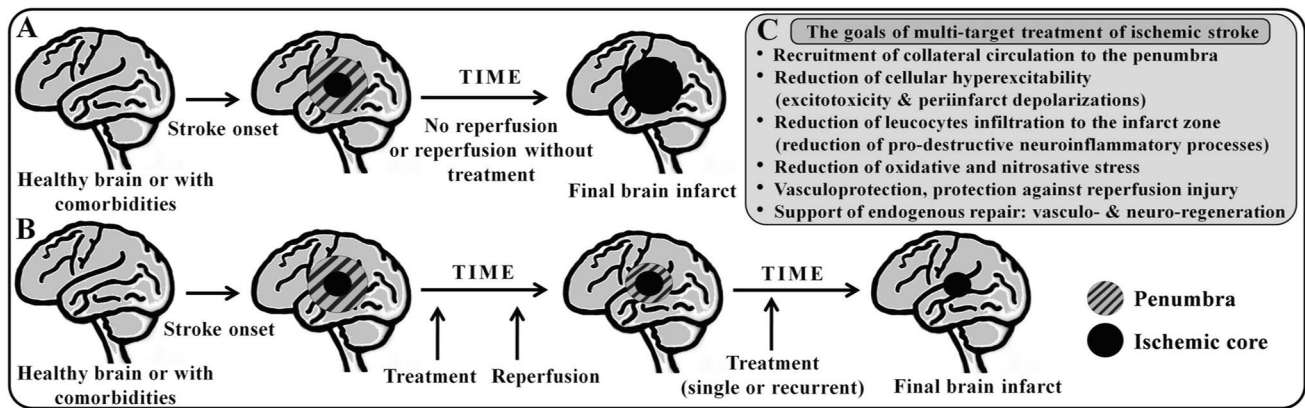 A
Stroke onset
TIME
No reperfusion
or reperfusion without
treatment
Healthy brain or with
comorbidities
Final brain infarct
C
The goals of multi-target treatment of ischemic stroke
• Recruitment of collateral circulation to the penumbra
• Reduction of cellular hyperexcitability
(excitotoxicity & periinfarct depolarizations)
• Reduction of leucocytes infiltration to the infarct zone
(reduction of pro-destructive neuroinflammatory processes)
• Reduction of oxidative and nitrosative stress
• Vasculoprotection, protection against reperfusion injury
• Support of endogenous repair: vasculo- & neuro-regeneration
B
Stroke onset
TIME
TIME
Healthy brain or with
comorbidities
Treatment
Reperfusion
Treatment
(single or recurrent)
Final brain infarct
Penumbra
Ischemic core